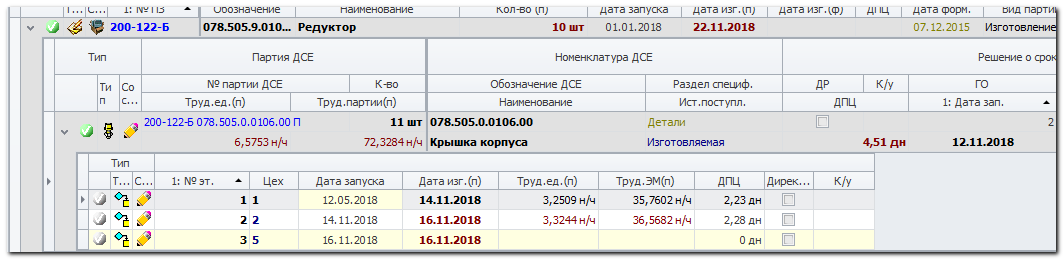 Т... С... 1: № ПЗ Обозначение Наименование Кол-во (п) Дата запуска Дата изг.(п) Дата изг.(ф) ДПЦ Дата форм. Вид парти
200-122-Б 078.505.9.010... Редуктор 10 шт 01.01.2018 22.11.2018 07.12.2015 Изготовление
Тип Партия ДСЕ Номенклатура ДСЕ Решение о срок
Ти п Со с... № партии ДСЕ К-во Обозначение ДСЕ Раздел специф. ДР К/у ГО
Труд.ед.(п) Труд.партии(п) Наименование Ист.поступл. ДПЦ 1: Дата зап.
200-122-Б 078.505.0.0106.00 П 11 шт 078.505.0.0106.00 Детали 2
6,5753 н/ч 72,3284 н/ч Крышка корпуса Изготовляемая 4,51 дн 12.11.2018
Тип
Т... С... 1: № эт. Цех Дата запуска Дата изг.(п) Труд.ед.(п) Труд.ЭМ(п) ДПЦ Дирек... К/у
1 1 12.05.2018 14.11.2018 3,2509 н/ч 35,7602 н/ч 2,23 дн
2 2 14.11.2018 16.11.2018 3,3244 н/ч 36,5682 н/ч 2,28 дн
3 5 16.11.2018 16.11.2018 0 дн